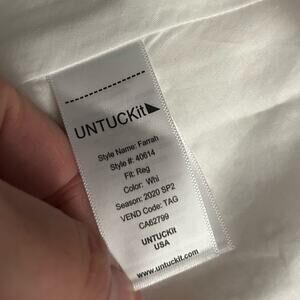 UNTUCKit
Style Name: Farrah
Style #: 40614
Fit: Reg
Color: Whi
Season: 2020 SP2
VEND Code: TAG
CA62799
UNTUCKit
USA
www.untuckit.com